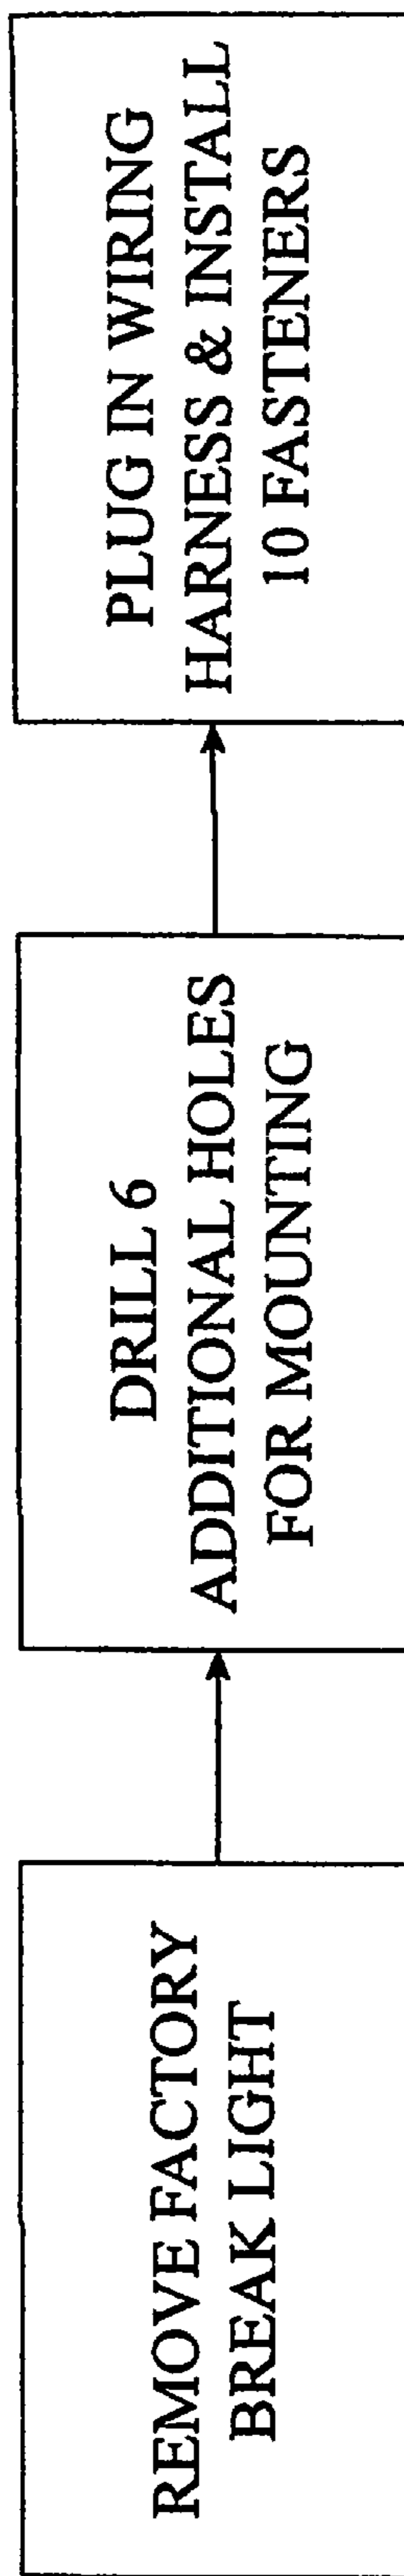 REMOVE FACTORY
BREAK LIGHT
DRILL 6
ADDITIONAL HOLES
FOR MOUNTING
PLUG IN WIRING
HARNESS & INSTALL
10 FASTENERS